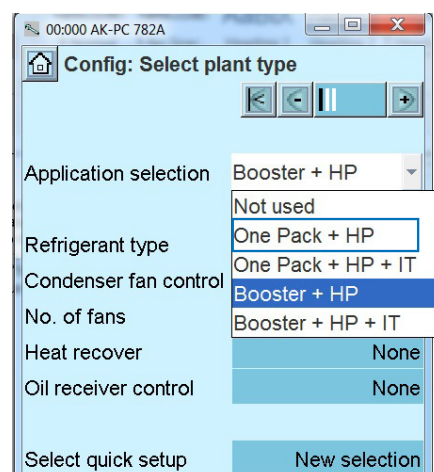 00:000 AK-PC 782A
Config: Select plant type
Application selection Booster + HP
Not used
Refrigerant type One Pack + HP
Condenser fan control One Pack + HP + IT
Booster + HP
No. of fans Booster + HP + IT
Heat recover None
Oil receiver control None
Select quick setup New selection